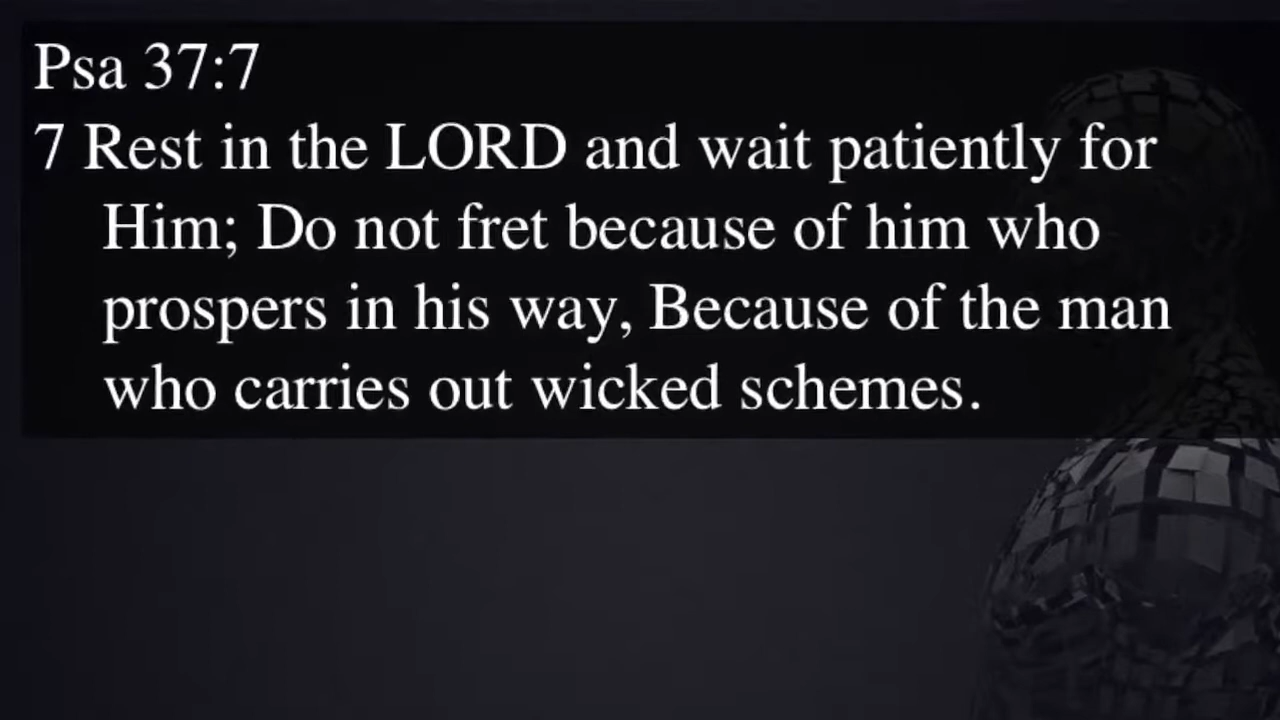 Psa 37:7
7 Rest in the LORD and wait patiently for
Him; Do not fret because of him who
prospers in his way, Because of the man
who carries out wicked schemes.